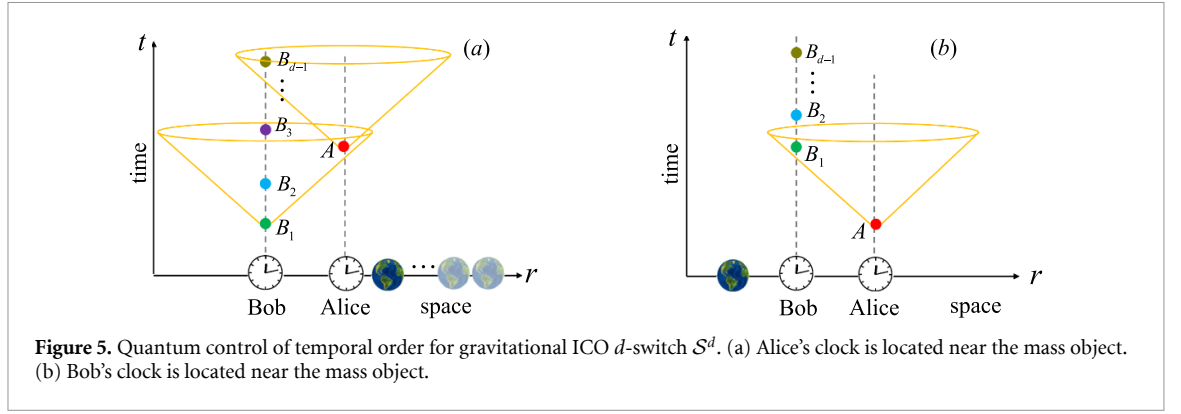 t
(a)
B_{d-1}
⋮
B_3
A
B_2
B_1
time
...
r
Bob Alice space
t
(b)
B_{d-1}
⋮
B_2
B_1
A
time
r
Bob Alice space
Figure 5. Quantum control of temporal order for gravitational ICO d-switch 𝒮^d. (a) Alice's clock is located near the mass object.
(b) Bob's clock is located near the mass object.